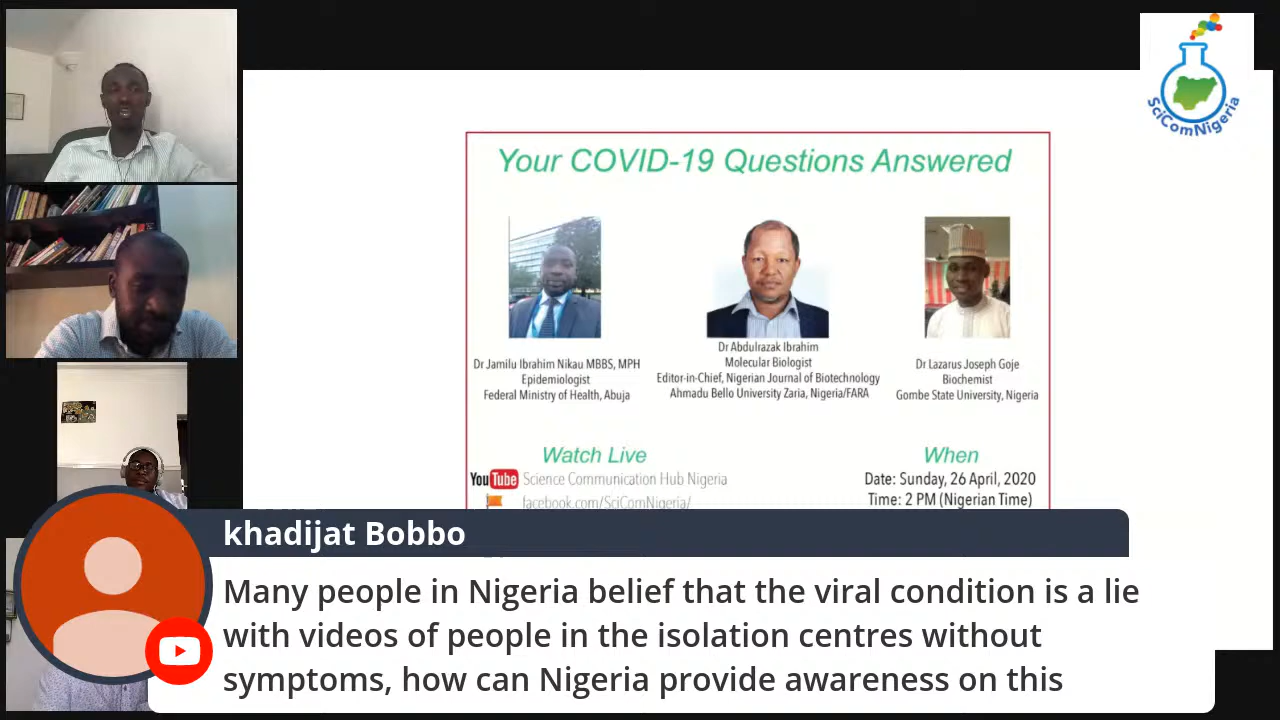 SciComNigeria
Your COVID-19 Questions Answered
Dr Jamilu Ibrahim Nikau MBBS, MPH
Epidemiologist
Federal Ministry of Health, Abuja
Dr Abdulrazak Ibrahim
Molecular Biologist
Editor-in-Chief, Nigerian Journal of Biotechnology
Ahmadu Bello University Zaria, Nigeria/FARA
Dr Lazarus Joseph Goje
Biochemist
Gombe State University, Nigeria
Watch Live
YouTube Science Communication Hub Nigeria
facebook.com/SciComNigeria/
When
Date: Sunday, 26 April, 2020
Time: 2 PM (Nigerian Time)
khadijat Bobbo
Many people in Nigeria belief that the viral condition is a lie
with videos of people in the isolation centres without
symptoms, how can Nigeria provide awareness on this